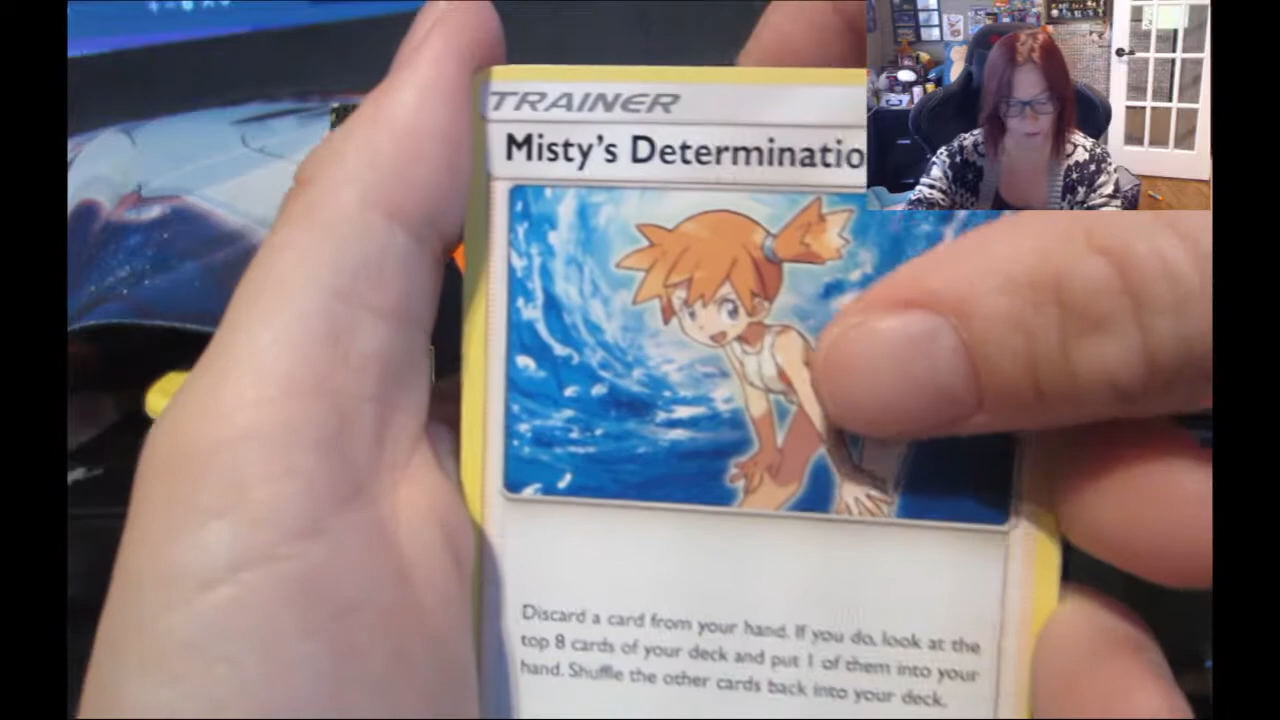 TRAINER
Misty's Determinatio
Discard a card from your hand. If you do, look at the
top 8 cards of your deck and put 1 of them into your
hand. Shuffle the other cards back into your deck.